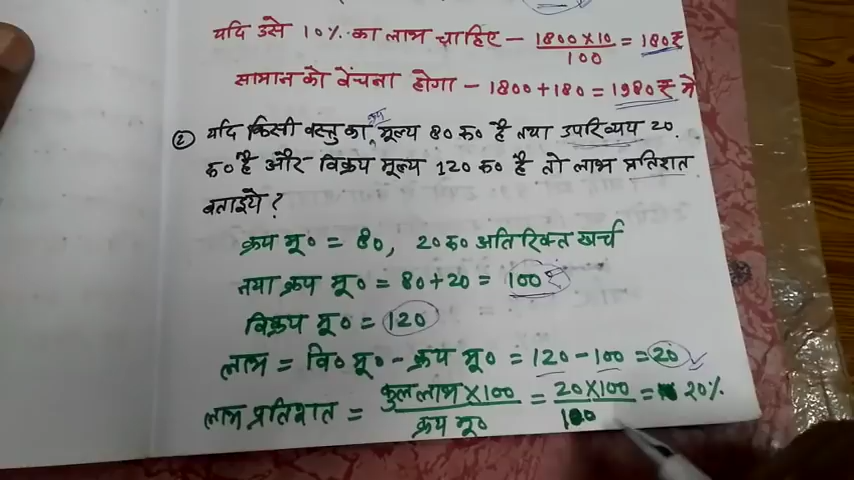 यदि उसे 10% का लाभ चाहिए - 1800×10/100 = 180₹
सामान को बेंचना होगा - 1800+180 = 1980₹ में
② यदि किसी वस्तु का क्रय मूल्य 80 रु० है तथा उपरिव्यय 20
रु० है और विक्रय मूल्य 120 रु० है तो लाभ प्रतिशत
बताइये?
क्रय मू० = 80, 20 रु० अतिरिक्त खर्च
नया क्रय मू० = 80+20 = 100₹
विक्रय मू० = 120
लाभ = वि० मू० - क्रय मू० = 120-100 = 20
लाभ प्रतिशत = कुल लाभ×100/क्रय मू० = 20×100/100 = 20%